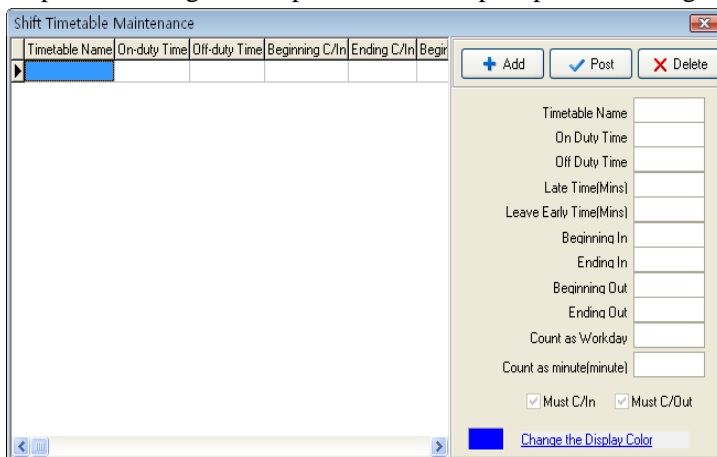 Shift Timetable Maintenance
Timetable Name On-duty Time Off-duty Time Beginning C/In Ending C/In Begin
Add Post Delete
Timetable Name
On Duty Time
Off Duty Time
Late Time(Mins)
Leave Early Time(Mins)
Beginning In
Ending In
Beginning Out
Ending Out
Count as Workday
Count as minute(minute)
Must C/In Must C/Out
Change the Display Color